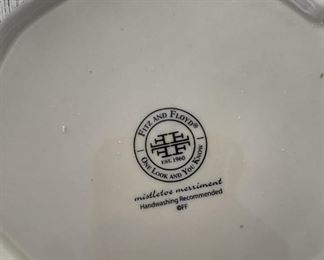 FITZ AND FLOYD®
EST. 1960
ONE LOOK AND YOU KNOW
mistletoe merriment
Handwashing Recommended
©FF